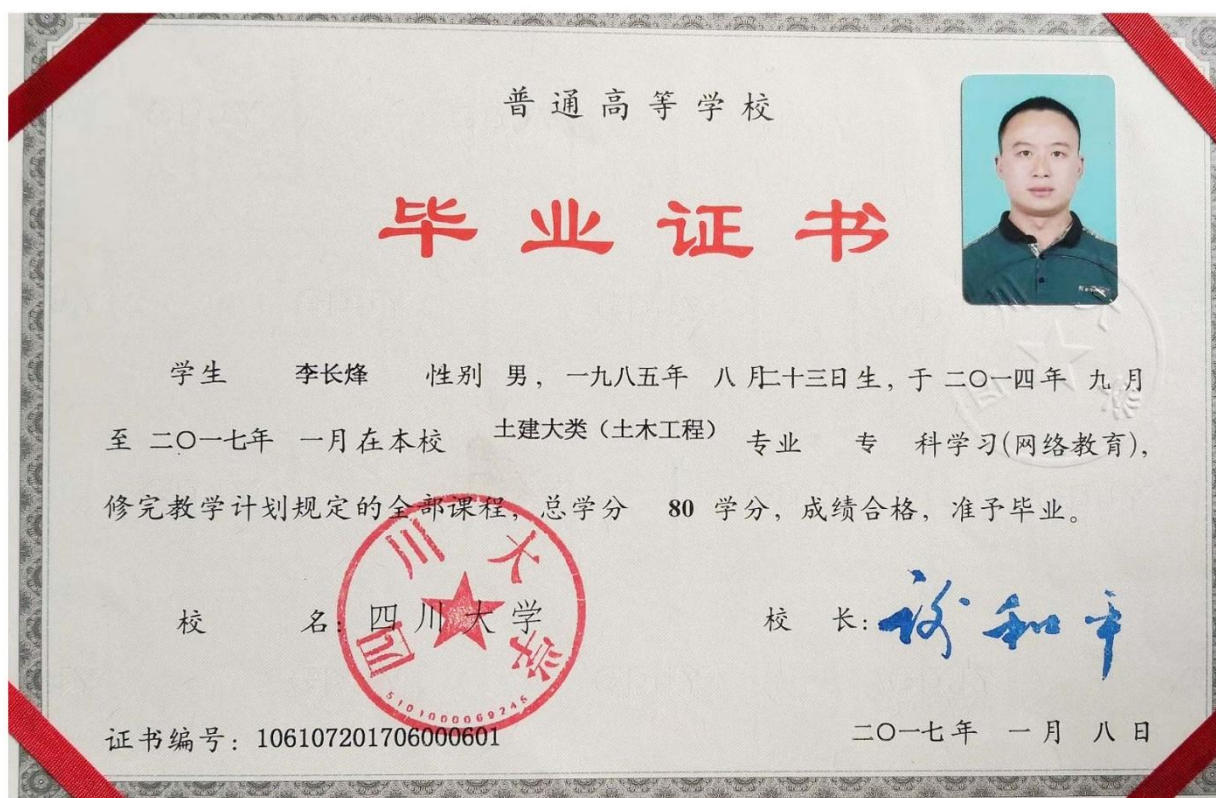 普通高等学校
毕业证书
学生 李长烽 性别 男，一九八五年 八 月二十三日生，于 二〇一四年 九 月
至 二〇一七年 一月在本校 土建大类（土木工程） 专业 专 科学习(网络教育)，
修完教学计划规定的全部课程，总学分 80 学分，成绩合格，准予毕业。
校 名：四川大学
校 长：谢和平
四川大学
5101000069246
证书编号：106107201706000601
二〇一七年 一月 八日